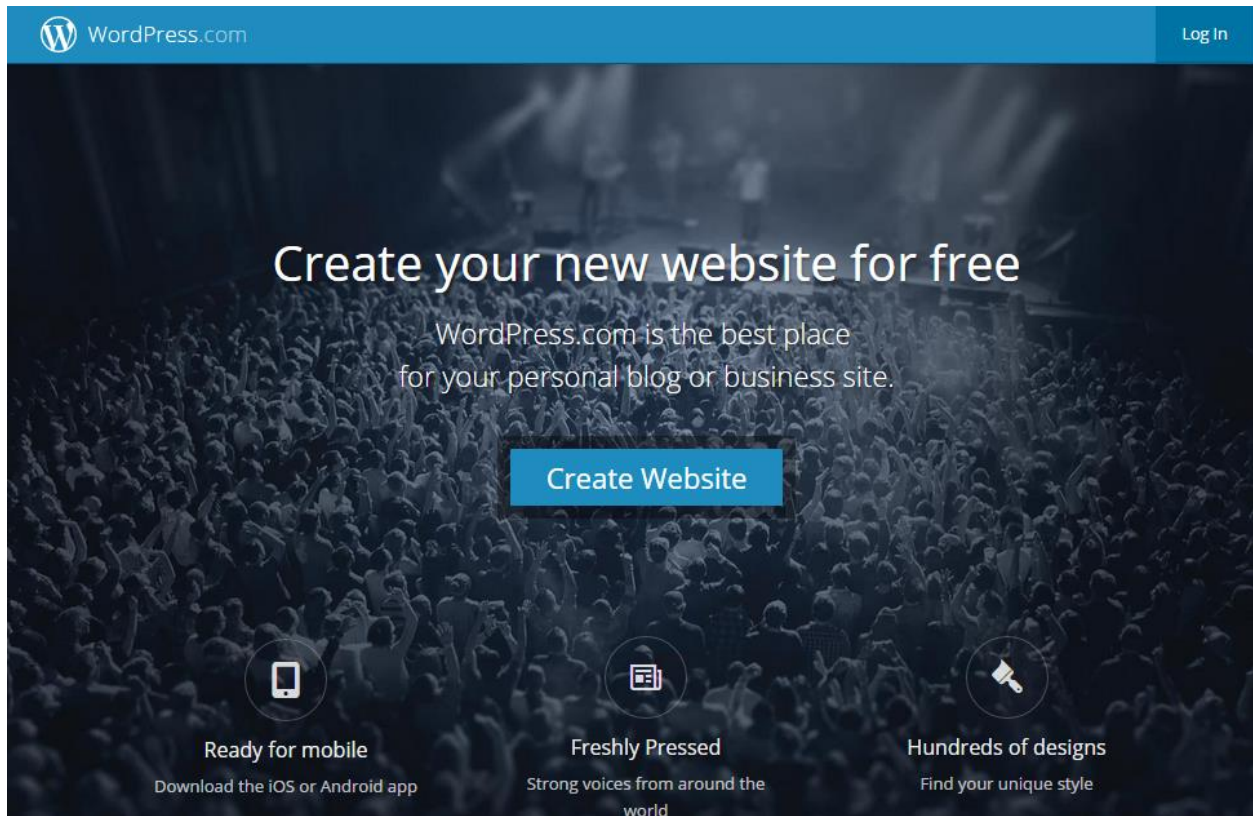 WordPress.com
Log In
Create your new website for free
WordPress.com is the best place
for your personal blog or business site.
Create Website
Ready for mobile
Download the iOS or Android app
Freshly Pressed
Strong voices from around the
world
Hundreds of designs
Find your unique style